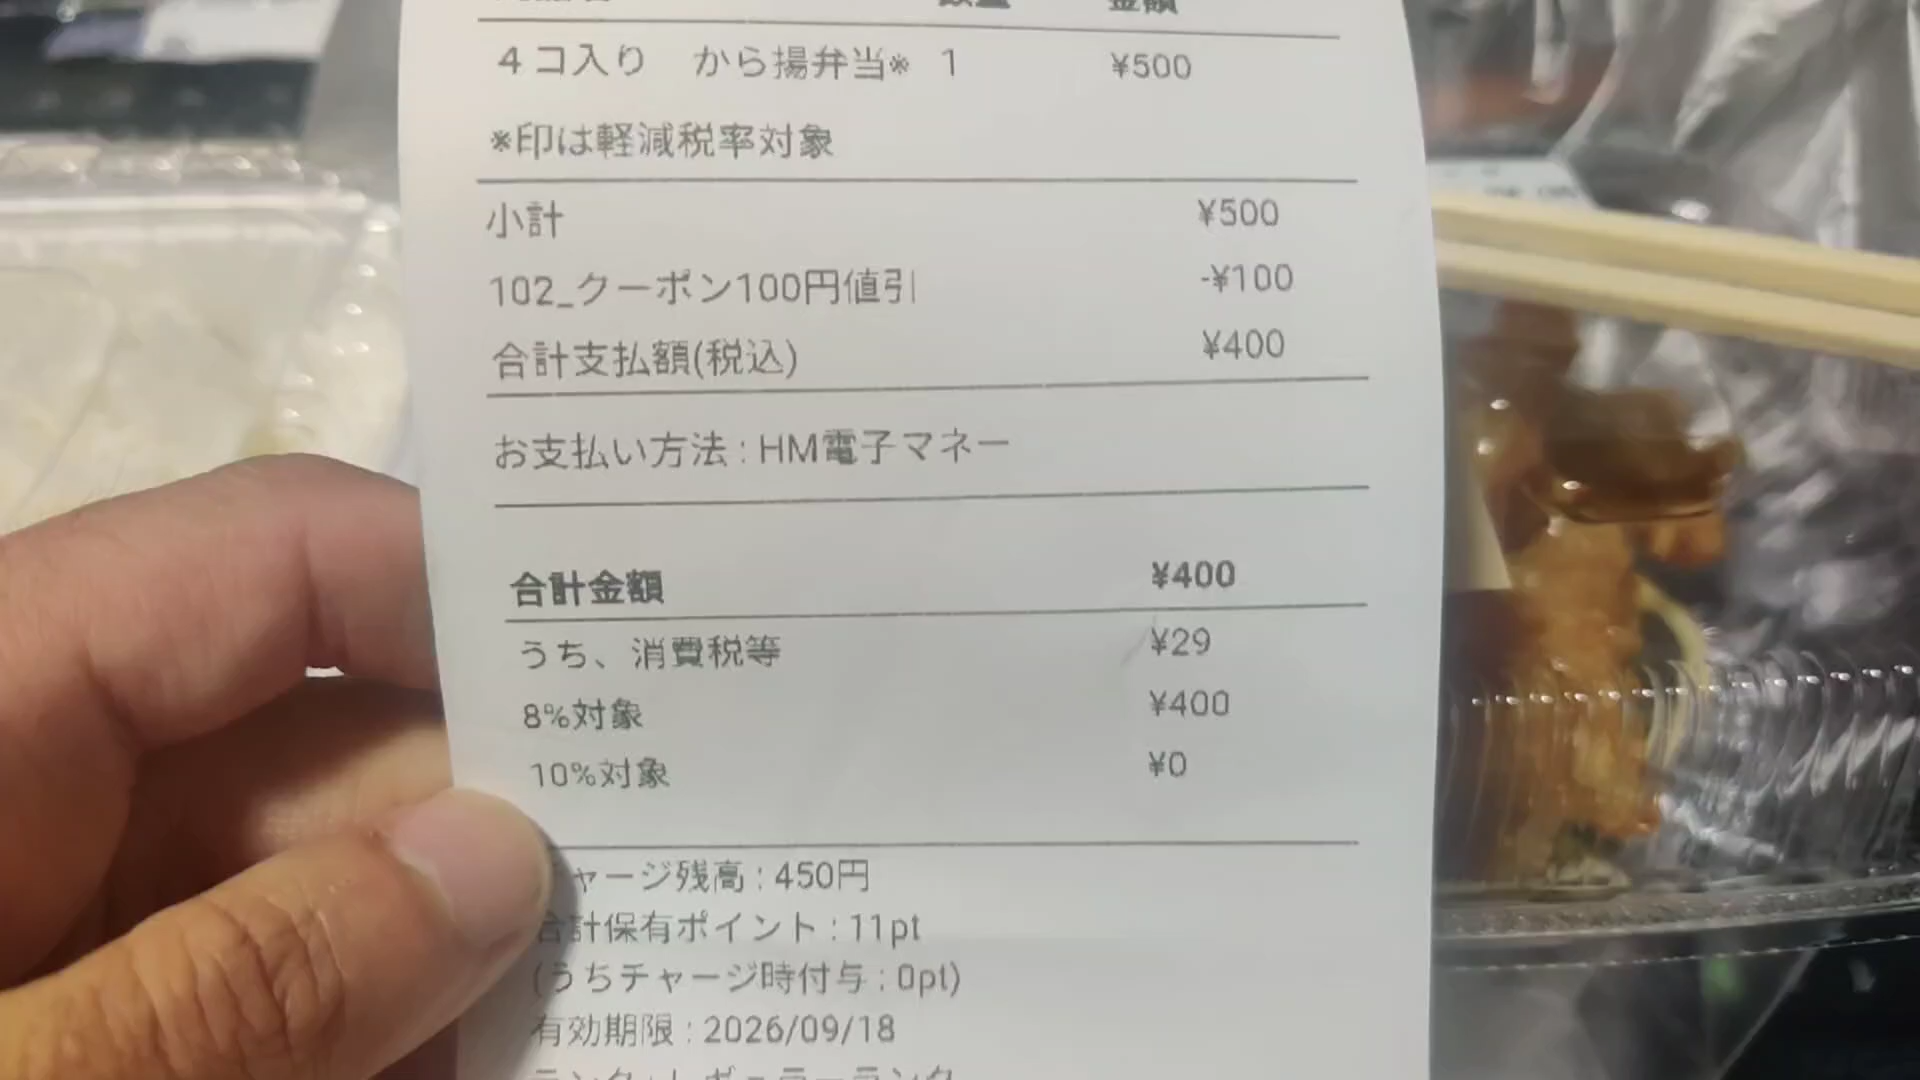 数量 金額
4コ入り から揚弁当※ 1 ¥500
※印は軽減税率対象
小計 ¥500
102_クーポン100円値引 -¥100
合計支払額(税込) ¥400
お支払い方法 : HM電子マネー
合計金額 ¥400
うち、消費税等 ¥29
8%対象 ¥400
10%対象 ¥0
ャージ残高 : 450円
合計保有ポイント : 11pt
(うちチャージ時付与 : 0pt)
有効期限 : 2026/09/18